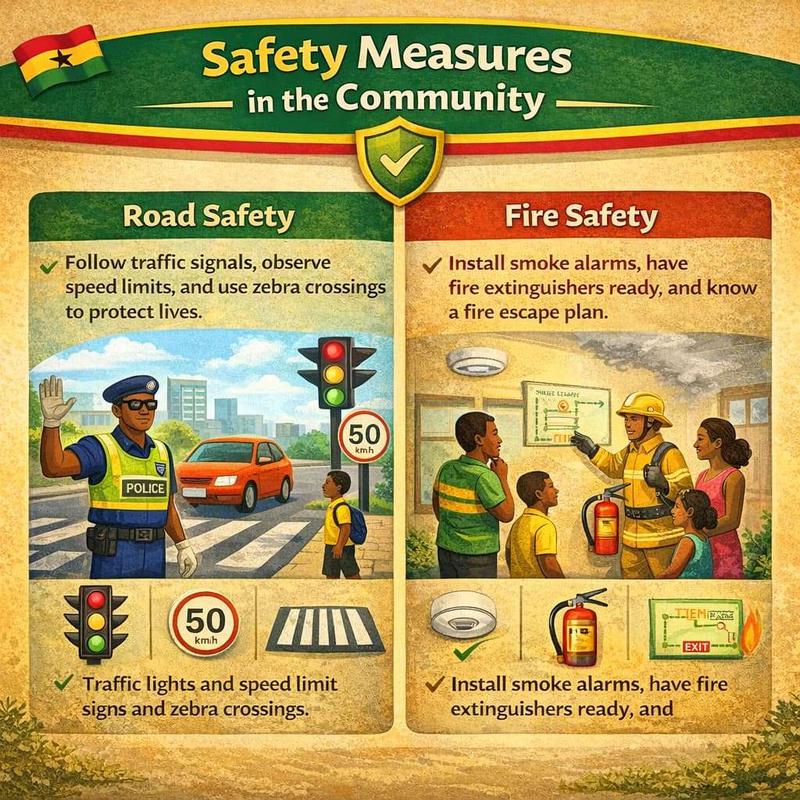 Safety Measures
in the Community
Road Safety
Follow traffic signals, observe
speed limits, and use zebra crossings
to protect lives.
50
km/h
POLICE
50
km/h
Traffic lights and speed limit
signs and zebra crossings.
Fire Safety
Install smoke alarms, have
fire extinguishers ready, and know
a fire escape plan.
EXIT
Install smoke alarms, have fire
extinguishers ready, and